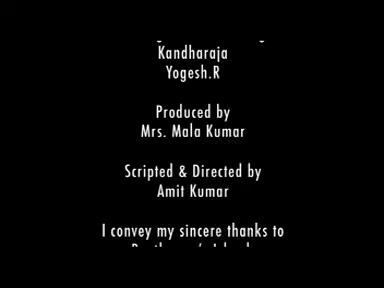 Kandharaja
Yogesh.R
Produced by
Mrs. Mala Kumar
Scripted & Directed by
Amit Kumar
I convey my sincere thanks to